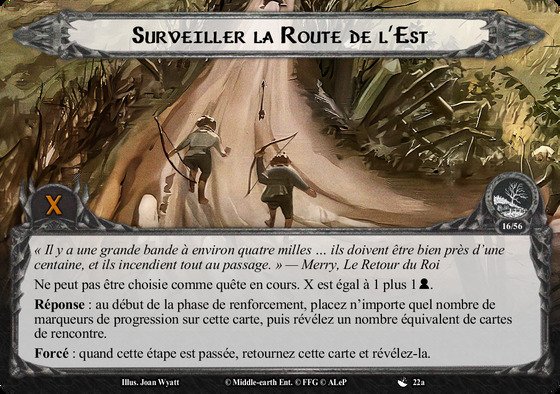 Surveiller la Route de l'Est
X
16/56
« Il y a une grande bande à environ quatre milles … ils doivent être bien près d'une
centaine, et ils incendient tout au passage. » — Merry, Le Retour du Roi
Ne peut pas être choisie comme quête en cours. X est égal à 1 plus 1.
Réponse : au début de la phase de renforcement, placez n'importe quel nombre de
marqueurs de progression sur cette carte, puis révélez un nombre équivalent de cartes
de rencontre.
Forcé : quand cette étape est passée, retournez cette carte et révélez-la.
Illus. Joan Wyatt © Middle-earth Ent. © FFG © ALeP 22a